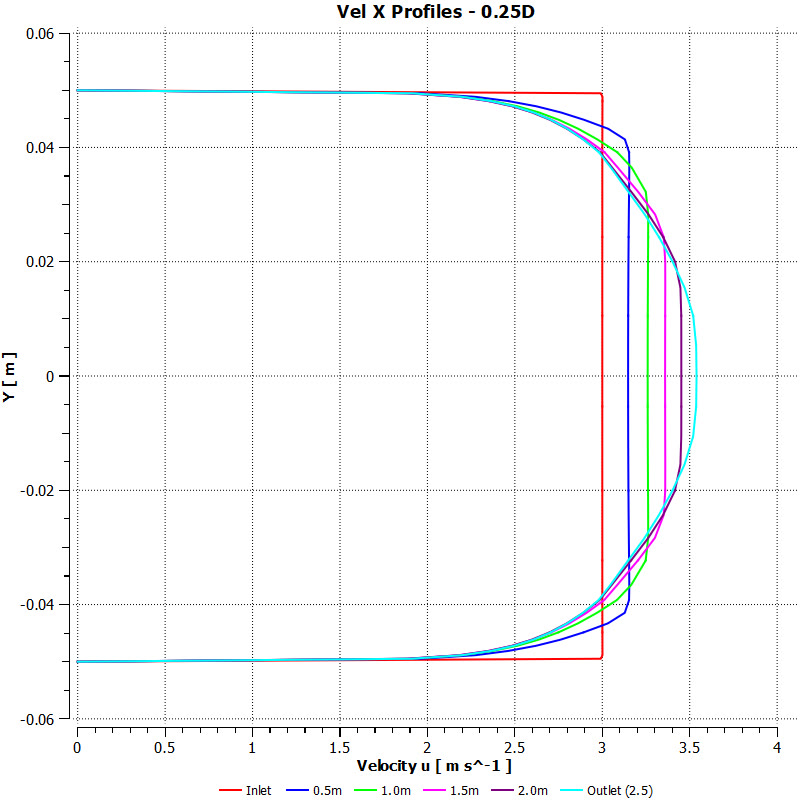 Vel X Profiles - 0.25D
0.06
0.04
0.02
0
-0.02
-0.04
-0.06
Y [ m ]
0 0.5 1 1.5 2 2.5 3 3.5 4
Velocity u [ m s^-1 ]
Inlet 0.5m 1.0m 1.5m 2.0m Outlet (2.5)